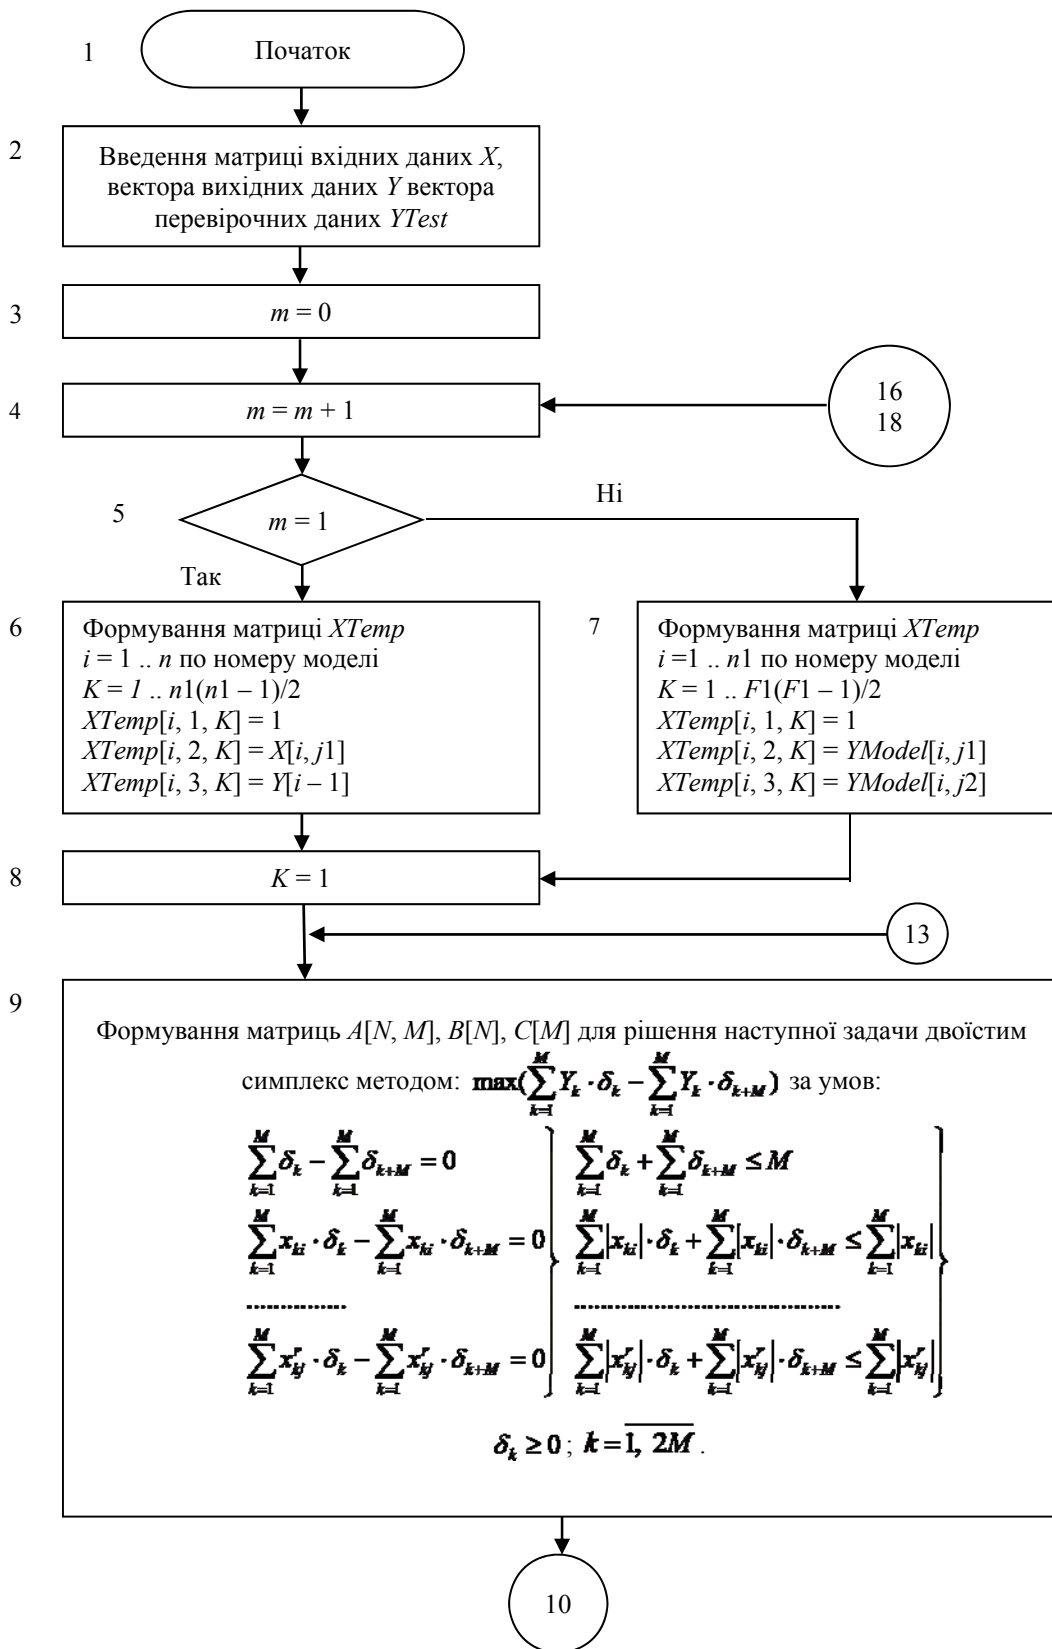 1
Початок
2
Введення матриці вхідних даних X,
вектора вихідних даних Y вектора
перевірочних даних YTest
3
m = 0
4
m = m + 1
16
18
5
m = 1
Ні
Так
6
Формування матриці XTemp
i = 1 .. n по номеру моделі
K = 1 .. n1(n1 – 1)/2
XTemp[i, 1, K] = 1
XTemp[i, 2, K] = X[i, j1]
XTemp[i, 3, K] = Y[i – 1]
7
Формування матриці XTemp
i =1 .. n1 по номеру моделі
K = 1 .. F1(F1 – 1)/2
XTemp[i, 1, K] = 1
XTemp[i, 2, K] = YModel[i, j1]
XTemp[i, 3, K] = YModel[i, j2]
8
K = 1
13
9
Формування матриць A[N, M], B[N], C[M] для рішення наступної задачі двоїстим
симплекс методом: max(∑_{k=1}^{M} Y_k · δ_k − ∑_{k=1}^{M} Y_k · δ_{k+M}) за умов:
∑_{k=1}^{M} δ_k − ∑_{k=1}^{M} δ_{k+M} = 0
∑_{k=1}^{M} x_{ki} · δ_k − ∑_{k=1}^{M} x_{ki} · δ_{k+M} = 0
...............
∑_{k=1}^{M} x_{kj}^r · δ_k − ∑_{k=1}^{M} x_{kj}^r · δ_{k+M} = 0
∑_{k=1}^{M} δ_k + ∑_{k=1}^{M} δ_{k+M} ≤ M
∑_{k=1}^{M} |x_{ki}| · δ_k + ∑_{k=1}^{M} |x_{ki}| · δ_{k+M} ≤ ∑_{k=1}^{M} |x_{ki}|
.......................................
∑_{k=1}^{M} |x_{kj}^r| · δ_k + ∑_{k=1}^{M} |x_{kj}^r| · δ_{k+M} ≤ ∑_{k=1}^{M} |x_{kj}^r|
δ_k ≥ 0 ; k = \overline{1, 2M} .
10